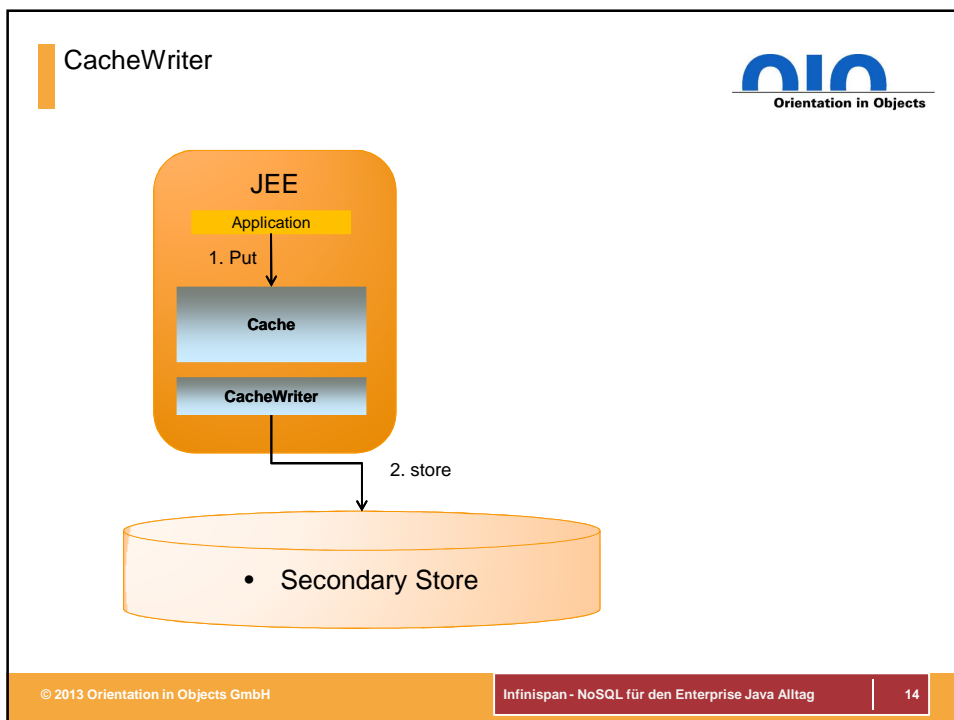 CacheWriter
OIO
Orientation in Objects
JEE
Application
1. Put
Cache
CacheWriter
2. store
• Secondary Store
© 2013 Orientation in Objects GmbH
Infinispan - NoSQL für den Enterprise Java Alltag
14